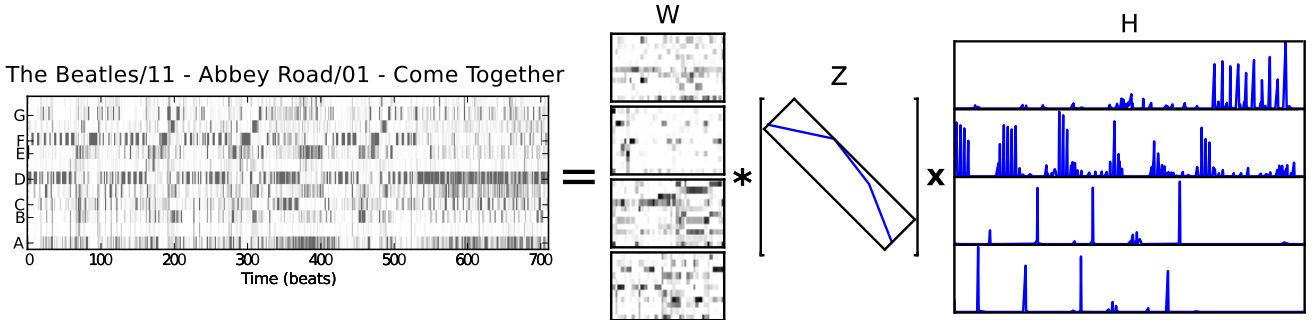 W
Z
H
The Beatles/11 - Abbey Road/01 - Come Together
G
F
E
D
C
B
A
0 100 200 300 400 500 600 700
Time (beats)
= * [ ] x